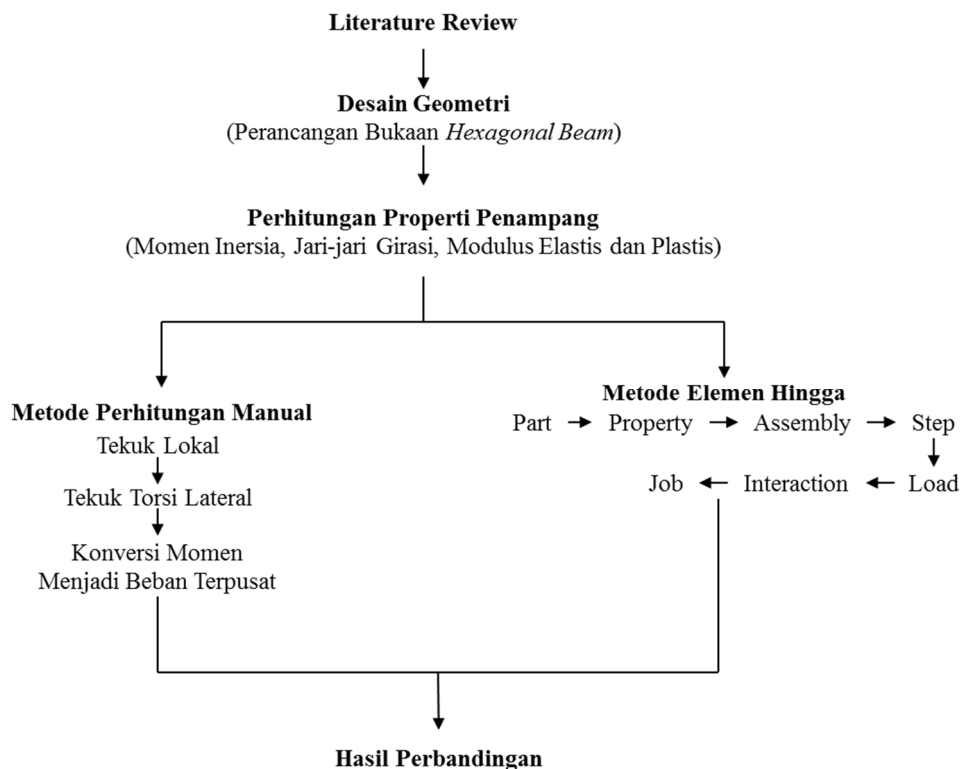 Literature Review
Desain Geometri
(Perancangan Bukaan Hexagonal Beam)
Perhitungan Properti Penampang
(Momen Inersia, Jari-jari Girasi, Modulus Elastis dan Plastis)
Metode Perhitungan Manual
Tekuk Lokal
Tekuk Torsi Lateral
Konversi Momen
Menjadi Beban Terpusat
Metode Elemen Hingga
Part → Property → Assembly → Step
Job ← Interaction ← Load
Hasil Perbandingan